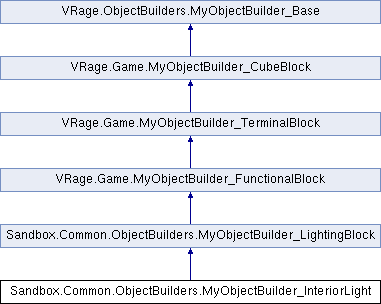 VRage.ObjectBuilders.MyObjectBuilder_Base
VRage.Game.MyObjectBuilder_CubeBlock
VRage.Game.MyObjectBuilder_TerminalBlock
VRage.Game.MyObjectBuilder_FunctionalBlock
Sandbox.Common.ObjectBuilders.MyObjectBuilder_LightingBlock
Sandbox.Common.ObjectBuilders.MyObjectBuilder_InteriorLight